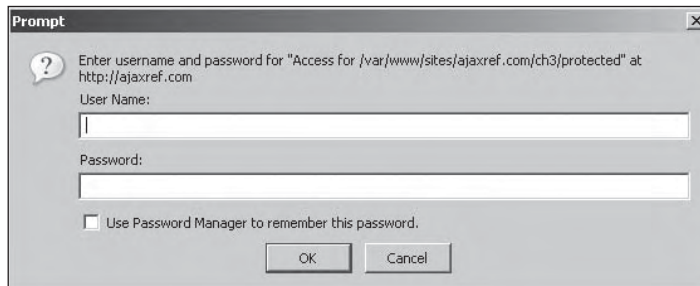 Prompt
Enter username and password for "Access for /var/www/sites/ajaxref.com/ch3/protected" at
http://ajaxref.com
User Name:
Password:
Use Password Manager to remember this password.
OK
Cancel